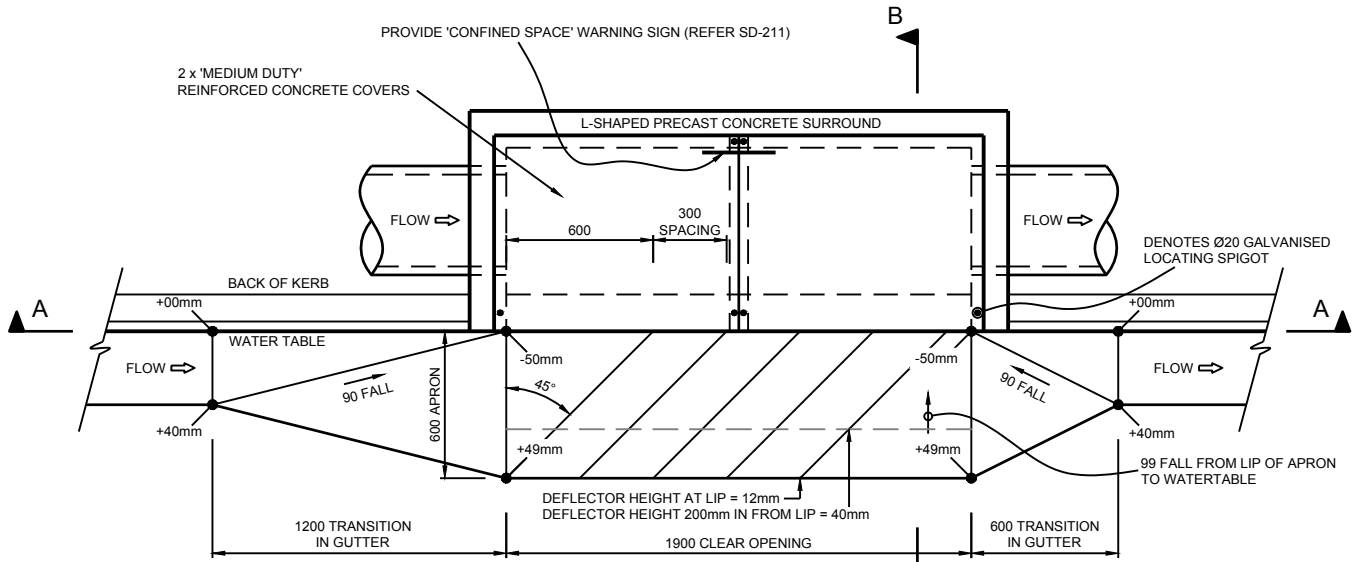 B
PROVIDE 'CONFINED SPACE' WARNING SIGN (REFER SD-211)
2 x 'MEDIUM DUTY'
REINFORCED CONCRETE COVERS
L-SHAPED PRECAST CONCRETE SURROUND
FLOW
600
300
SPACING
FLOW
DENOTES Ø20 GALVANISED
LOCATING SPIGOT
BACK OF KERB
+00mm
+00mm
A
A
WATER TABLE
-50mm
-50mm
FLOW
90 FALL
600 APRON
45°
90 FALL
FLOW
+40mm
+49mm
+49mm
+40mm
99 FALL FROM LIP OF APRON
TO WATERTABLE
DEFLECTOR HEIGHT AT LIP = 12mm
DEFLECTOR HEIGHT 200mm IN FROM LIP = 40mm
1200 TRANSITION
IN GUTTER
1900 CLEAR OPENING
600 TRANSITION
IN GUTTER